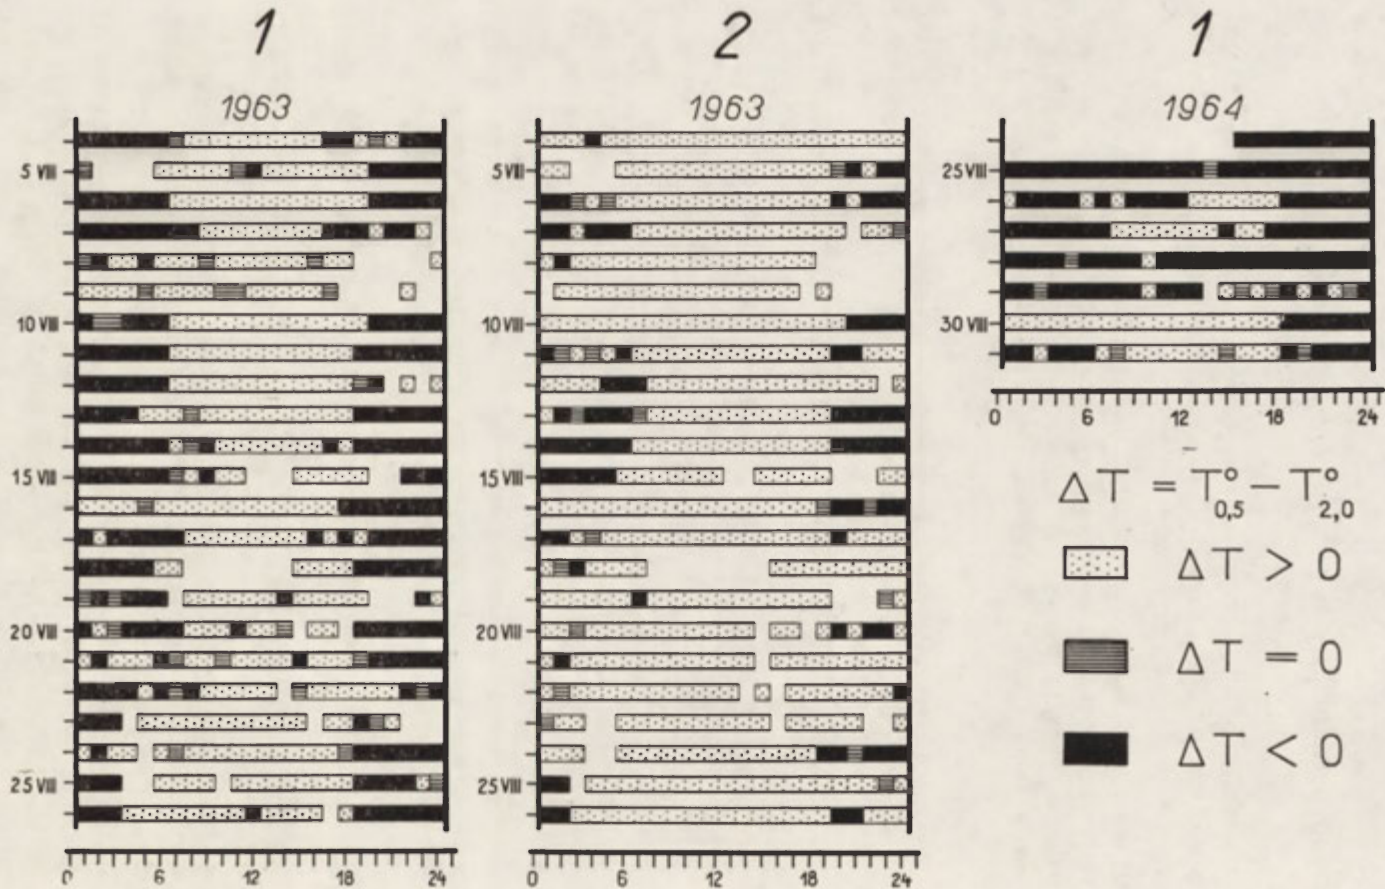 1
1963
5 VIII
10 VIII
15 VIII
20 VIII
25 VIII
0 6 12 18 24
2
1963
5 VIII
10 VIII
15 VIII
20 VIII
25 VIII
0 6 12 18 24
1
1964
25 VIII
30 VIII
0 6 12 18 24
ΔT = T°0,5 – T°2,0
ΔT > 0
ΔT = 0
ΔT < 0